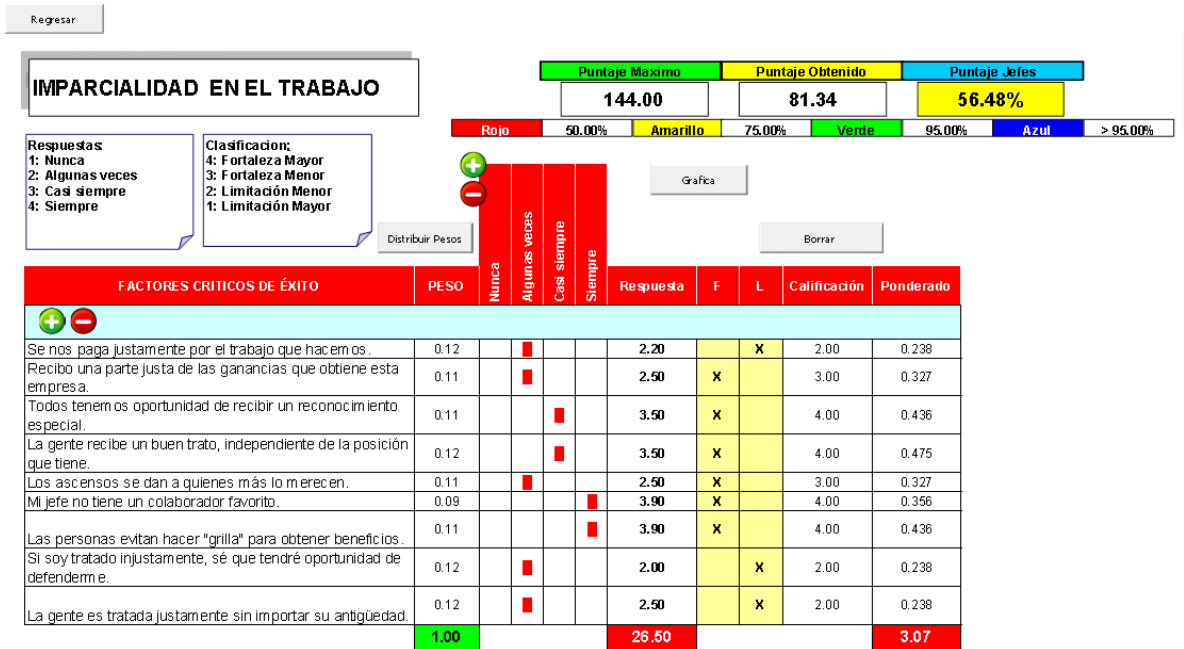 Regresar
IMPARCIALIDAD EN EL TRABAJO
Puntaje Maximo Puntaje Obtenido Puntaje Jefes
144.00 81.34 56.48%
Rojo 50.00% Amarillo 75.00% Verde 95.00% Azul > 95.00%
Respuestas:
1: Nunca
2: Algunas veces
3: Casi siempre
4: Siempre
Clasificacion;
4: Fortaleza Mayor
3: Fortaleza Menor
2: Limitación Menor
1: Limitación Mayor
Grafica
Distribuir Pesos
Borrar
FACTORES CRITICOS DE ÉXITO PESO Nunca Algunas veces Casi siempre Siempre Respuesta F L Calificación Ponderado
Se nos paga justamente por el trabajo que hacemos. 0.12 2.20 X 2.00 0.238
Recibo una parte justa de las ganancias que obtiene esta
empresa. 0.11 2.50 X 3.00 0.327
Todos tenemos oportunidad de recibir un reconocimiento
especial. 0.11 3.50 X 4.00 0.436
La gente recibe un buen trato, independiente de la posición
que tiene. 0.12 3.50 X 4.00 0.475
Los ascensos se dan a quienes más lo merecen. 0.11 2.50 X 3.00 0.327
Mi jefe no tiene un colaborador favorito. 0.09 3.90 X 4.00 0.356
Las personas evitan hacer "grilla" para obtener beneficios. 0.11 3.90 X 4.00 0.436
Si soy tratado injustamente, sé que tendré oportunidad de
defenderme. 0.12 2.00 X 2.00 0.238
La gente es tratada justamente sin importar su antigüedad. 0.12 2.50 X 2.00 0.238
1.00 26.50 3.07